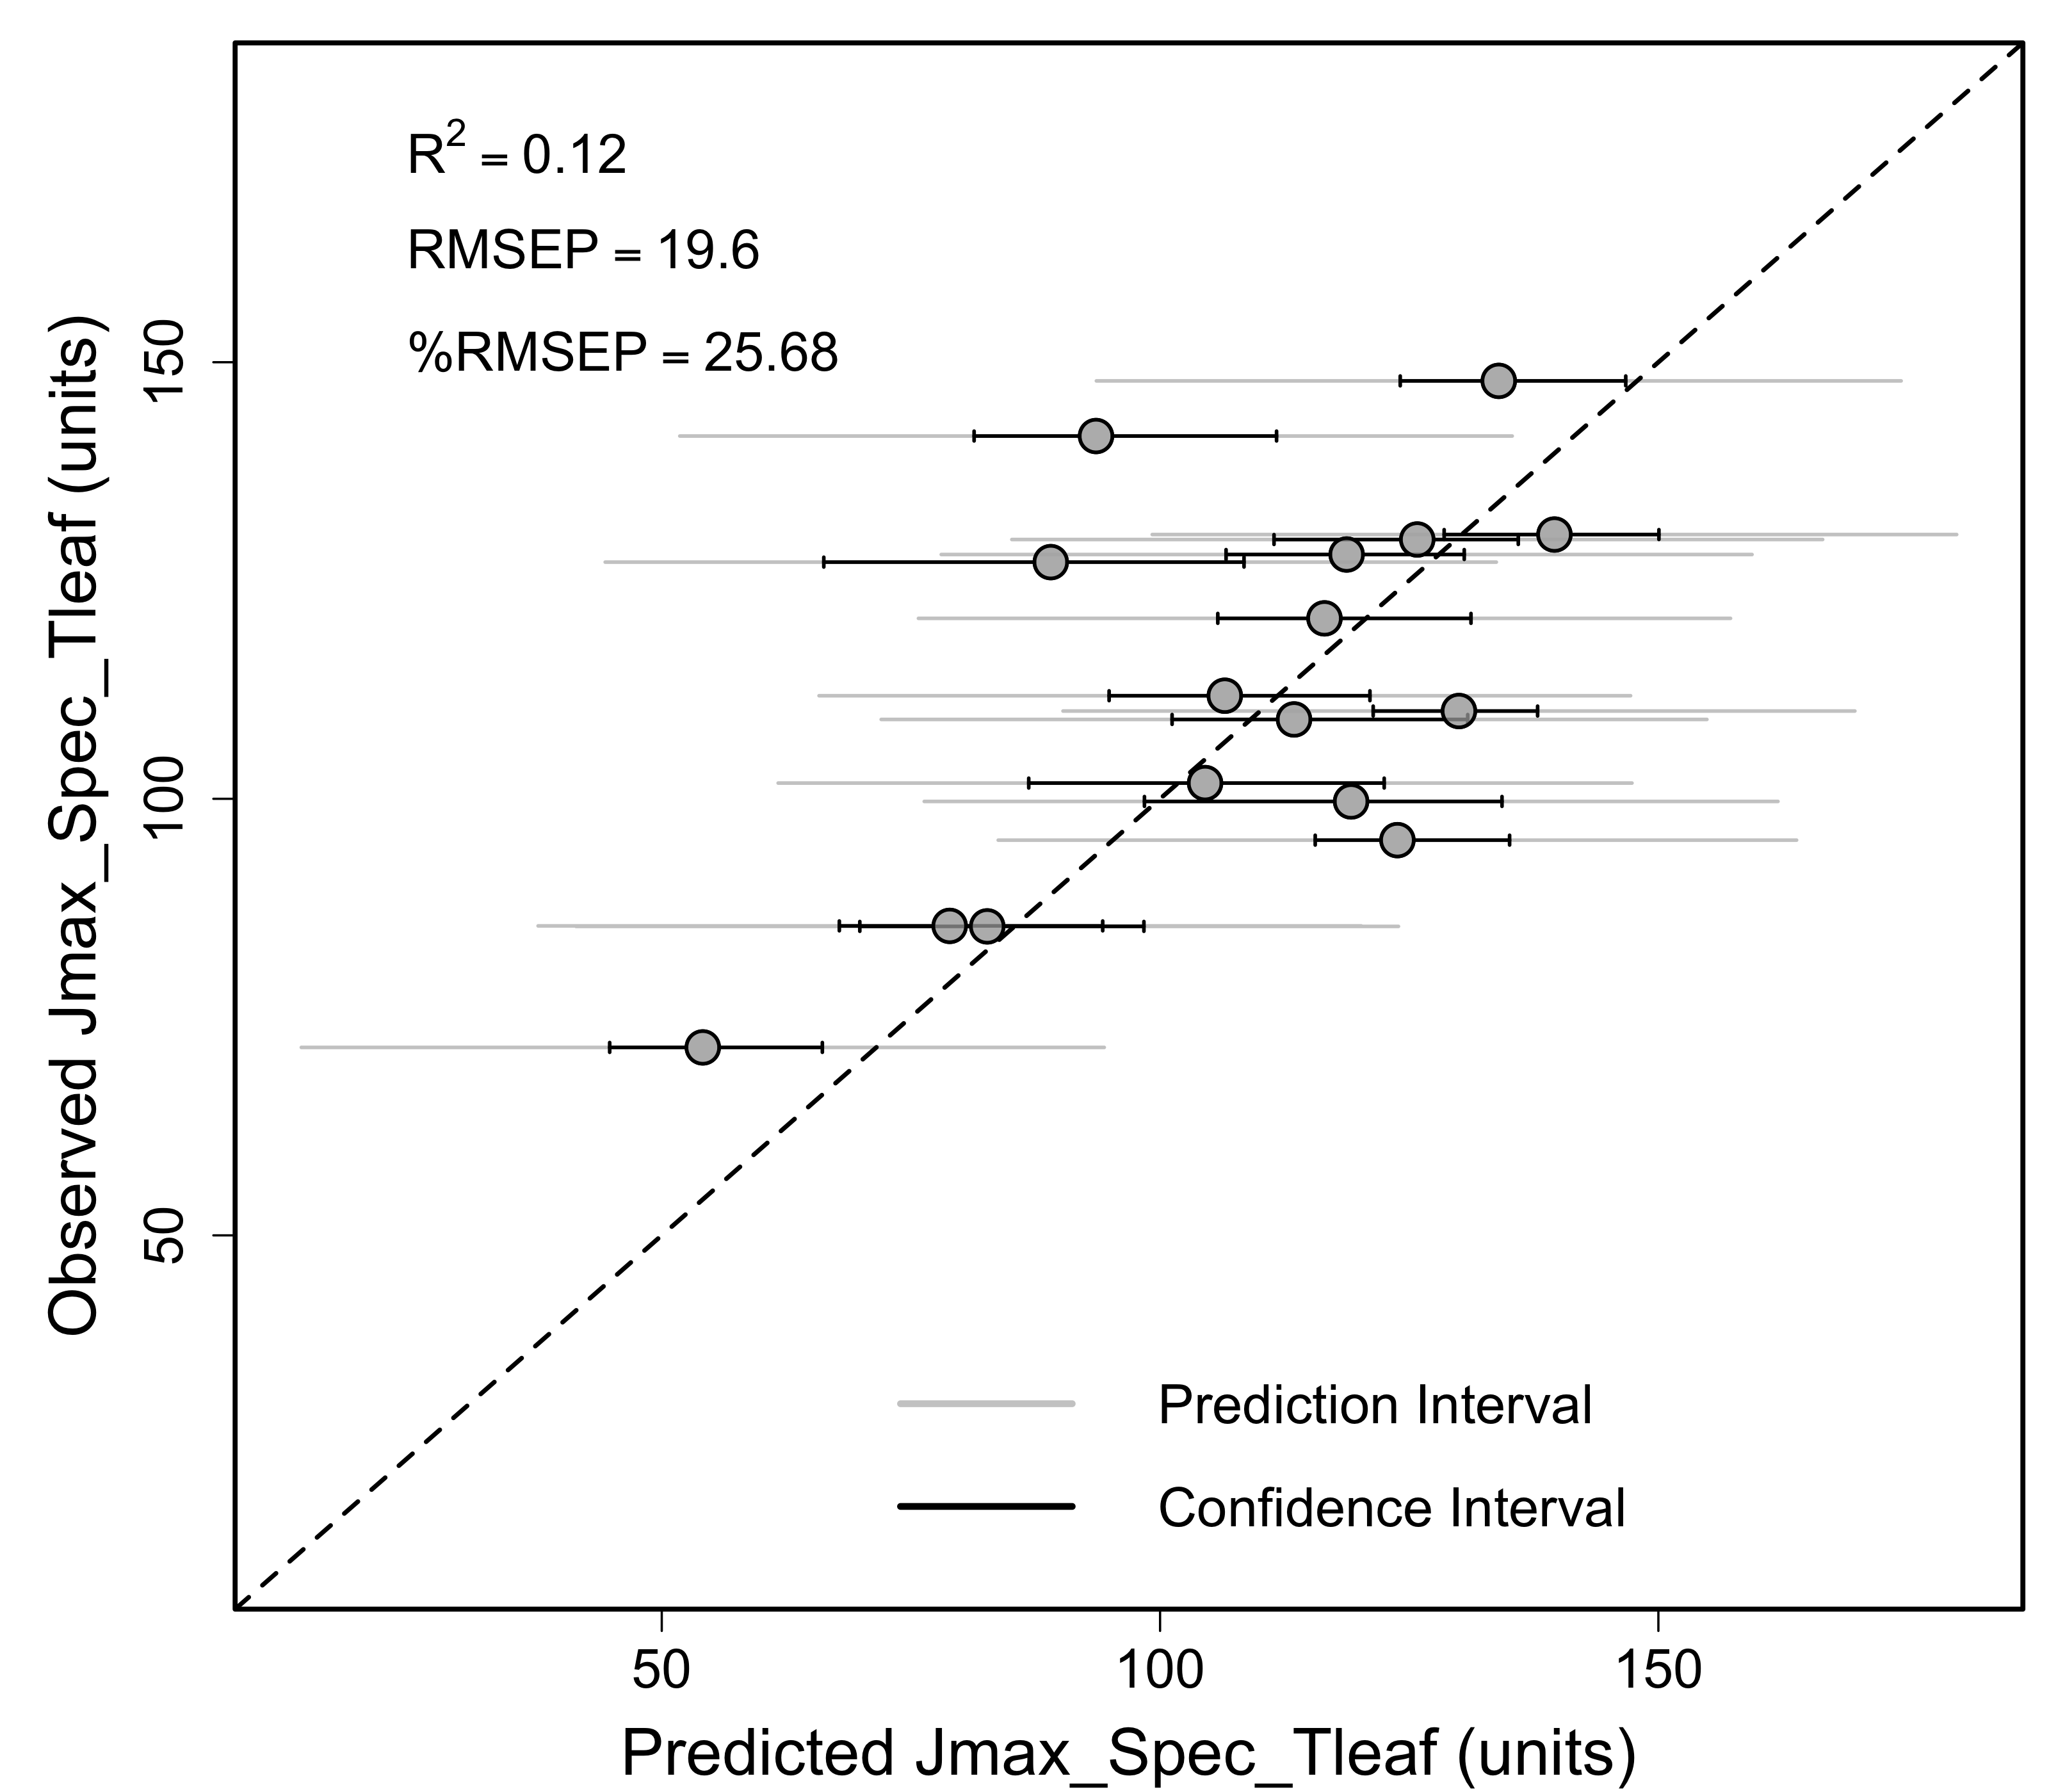 R² = 0.12
RMSEP = 19.6
%RMSEP = 25.68
Observed Jmax_Spec_Tleaf (units)
150
100
50
Prediction Interval
Confidence Interval
50 100 150
Predicted Jmax_Spec_Tleaf (units)